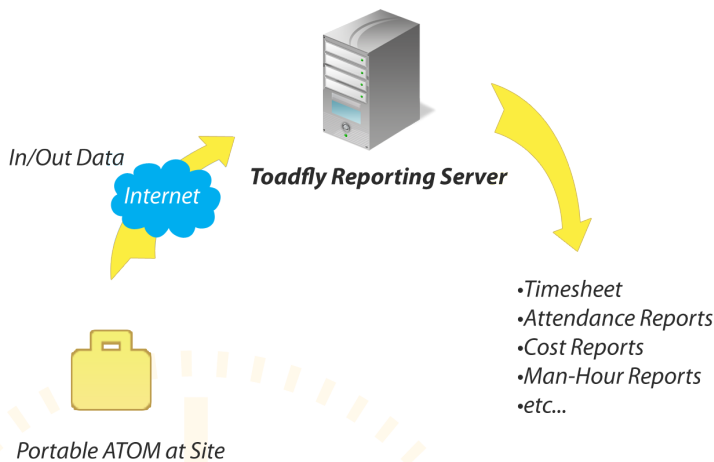 In/Out Data
Internet
Toadfly Reporting Server
•Timesheet
•Attendance Reports
•Cost Reports
•Man-Hour Reports
•etc...
Portable ATOM at Site